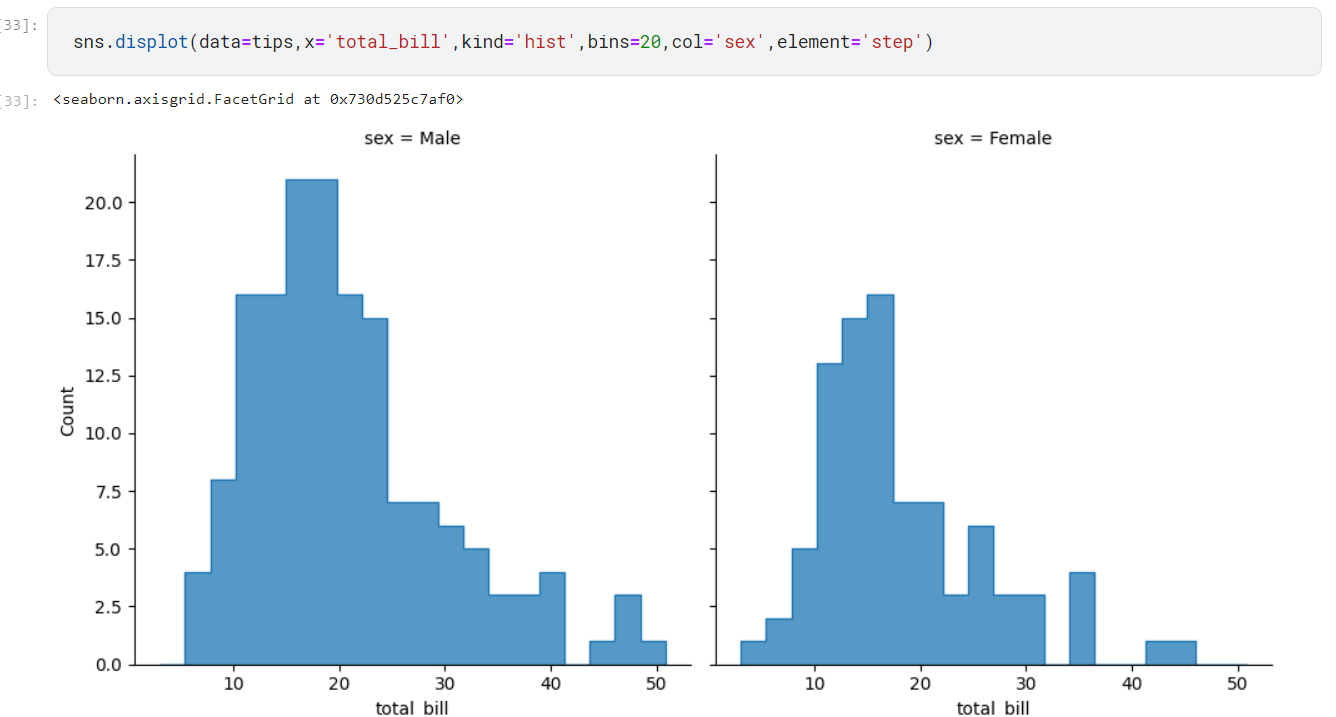 [33]:
sns.displot(data=tips,x='total_bill',kind='hist',bins=20,col='sex',element='step')
[33]:
<seaborn.axisgrid.FacetGrid at 0x730d525c7af0>
sex = Male
sex = Female
20.0
17.5
15.0
12.5
10.0
7.5
5.0
2.5
0.0
Count
10 20 30 40 50
10 20 30 40 50
total_bill
total_bill